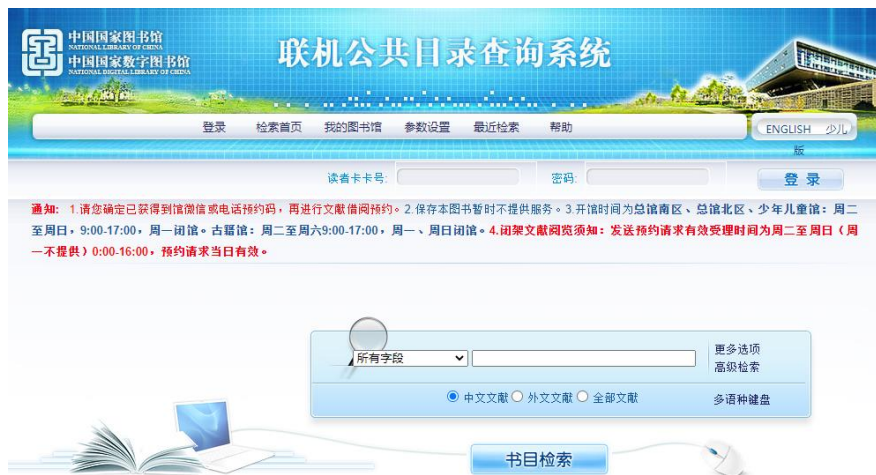 中国国家图书馆
NATIONAL LIBRARY OF CHINA
中国国家数字图书馆
NATIONAL DIGITAL LIBRARY OF CHINA
联机公共目录查询系统
登录 检索首页 我的图书馆 参数设置 最近检索 帮助 ENGLISH 少儿
版
读者卡卡号: 密码: 登 录
通知: 1.请您确定已获得到馆微信或电话预约码，再进行文献借阅预约。2.保存本图书暂时不提供服务。3.开馆时间为总馆南区、总馆北区、少年儿童馆：周二
至周日，9:00-17:00，周一闭馆。古籍馆：周二至周六9:00-17:00，周一、周日闭馆。4.闭架文献阅览须知：发送预约请求有效受理时间为周二至周日（周
一不提供）0:00-16:00，预约请求当日有效。
所有字段 更多选项
高级检索
中文文献 外文文献 全部文献 多语种键盘
书目检索